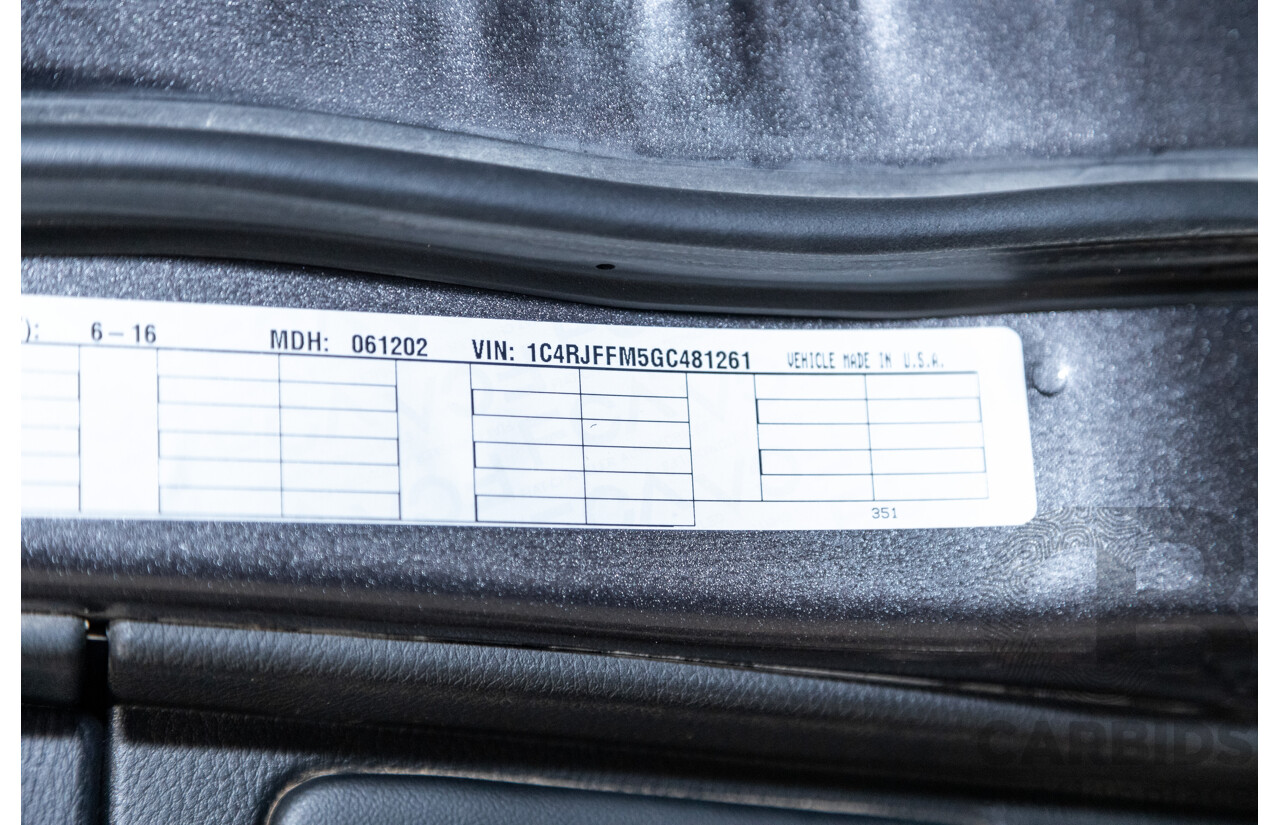 ): 6-16 MDH: 061202 VIN: 1C4RJFFM5GC481261 VEHICLE MADE IN U.S.A.
351
CARBIDS